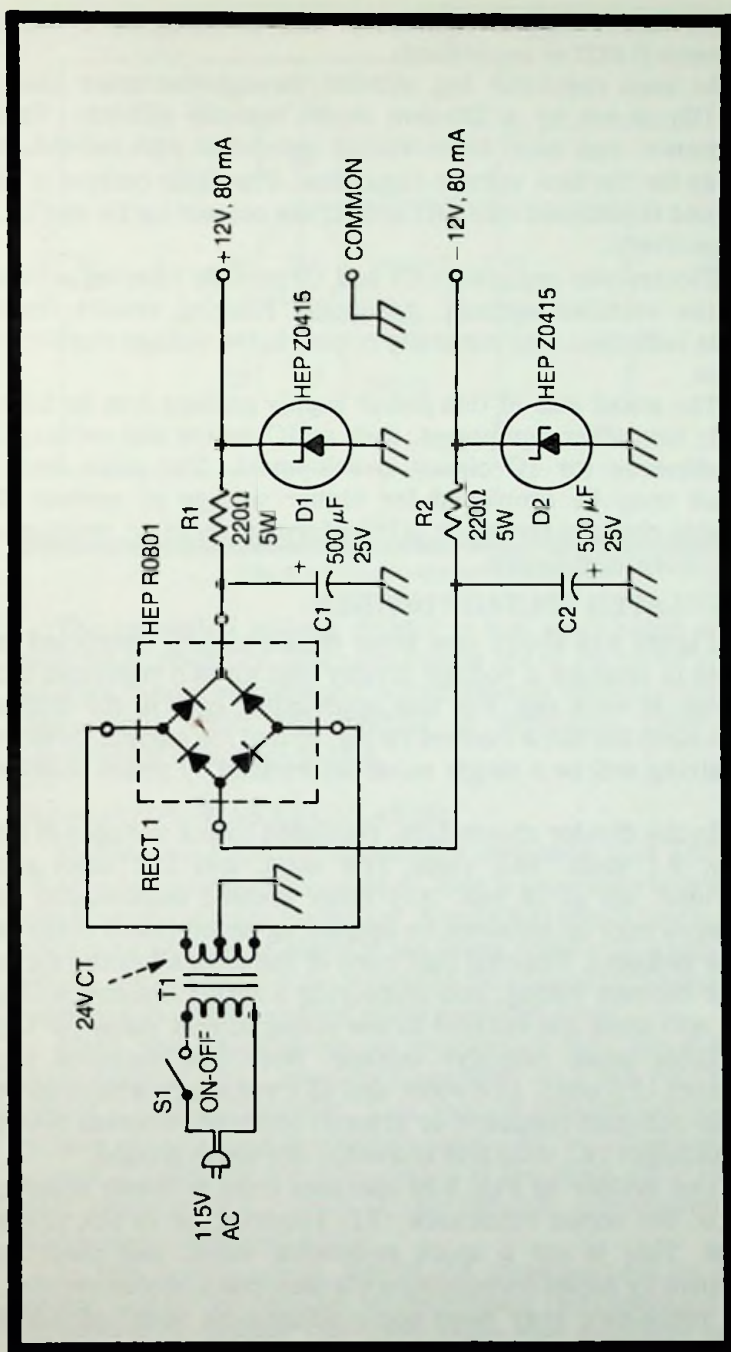 115V
AC
S1
ON-OFF
T1
24V CT
RECT 1
HEP R0801
R1
220Ω
5W
+
500 µF
25V
C1
D1
HEP Z0415
+ 12V, 80 mA
COMMON
R2
220Ω
5W
+
500 µF
25V
C2
D2
HEP Z0415
− 12V, 80 mA